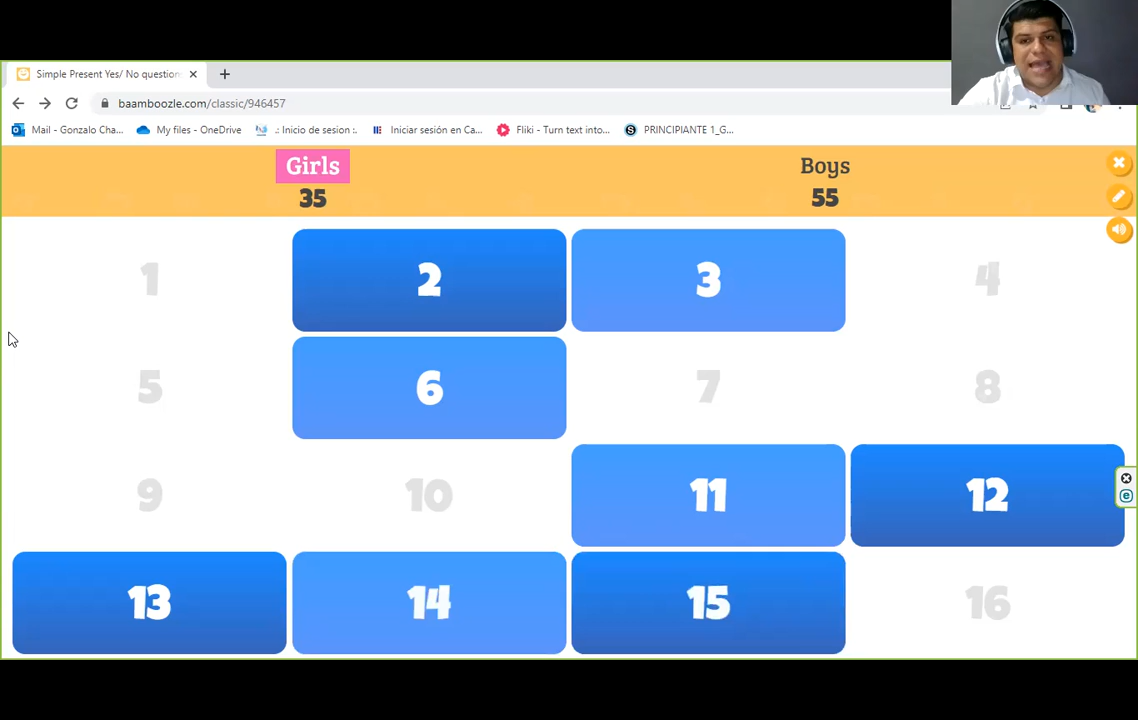 Simple Present Yes/ No question
baamboozle.com/classic/946457
Mail - Gonzalo Cha...
My files - OneDrive
.: Inicio de sesion :.
Iniciar sesión en Ca...
Fliki - Turn text into...
PRINCIPIANTE 1_G...
Girls
Boys
35
55
1
2
3
4
5
6
7
8
9
10
11
12
13
14
15
16